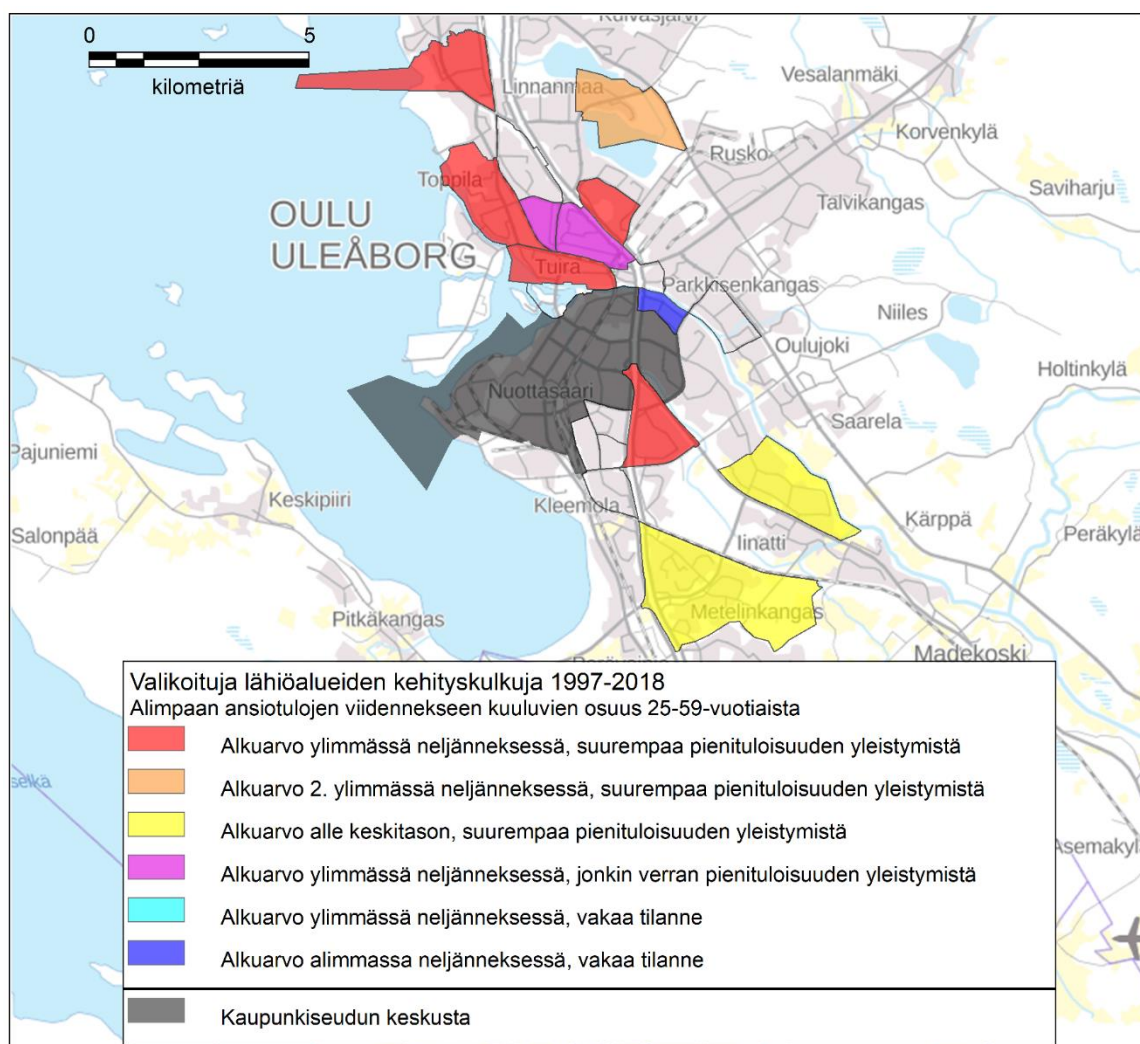 Kuivasjärvi
0 5
kilometriä
Linnanmaa
Vesalanmäki
Korvenkylä
Rusko
Saviharju
Toppila
Talvikangas
OULU
ULEÅBORG
Tuira
Parkkisenkangas
Niiles
Oulujoki
Holtinkylä
Nuottasaari
Saarela
Pajuniemi
Keskipiiri
Kleemola
Kärppä
Salonpää
Iinatti
Peräkylä
Metelinkangas
Pitkäkangas
Madekoski
Valikoituja lähiöalueiden kehityskulkuja 1997-2018
Alimpaan ansiotulojen viidennekseen kuuluvien osuus 25-59-vuotiaista
Alkuarvo ylimmässä neljänneksessä, suurempaa pienituloisuuden yleistymistä
Alkuarvo 2. ylimmässä neljänneksessä, suurempaa pienituloisuuden yleistymistä
selkä
Alkuarvo alle keskitason, suurempaa pienituloisuuden yleistymistä
Asemakylä
Alkuarvo ylimmässä neljänneksessä, jonkin verran pienituloisuuden yleistymistä
Alkuarvo ylimmässä neljänneksessä, vakaa tilanne
Alkuarvo alimmassa neljänneksessä, vakaa tilanne
Kaupunkiseudun keskusta